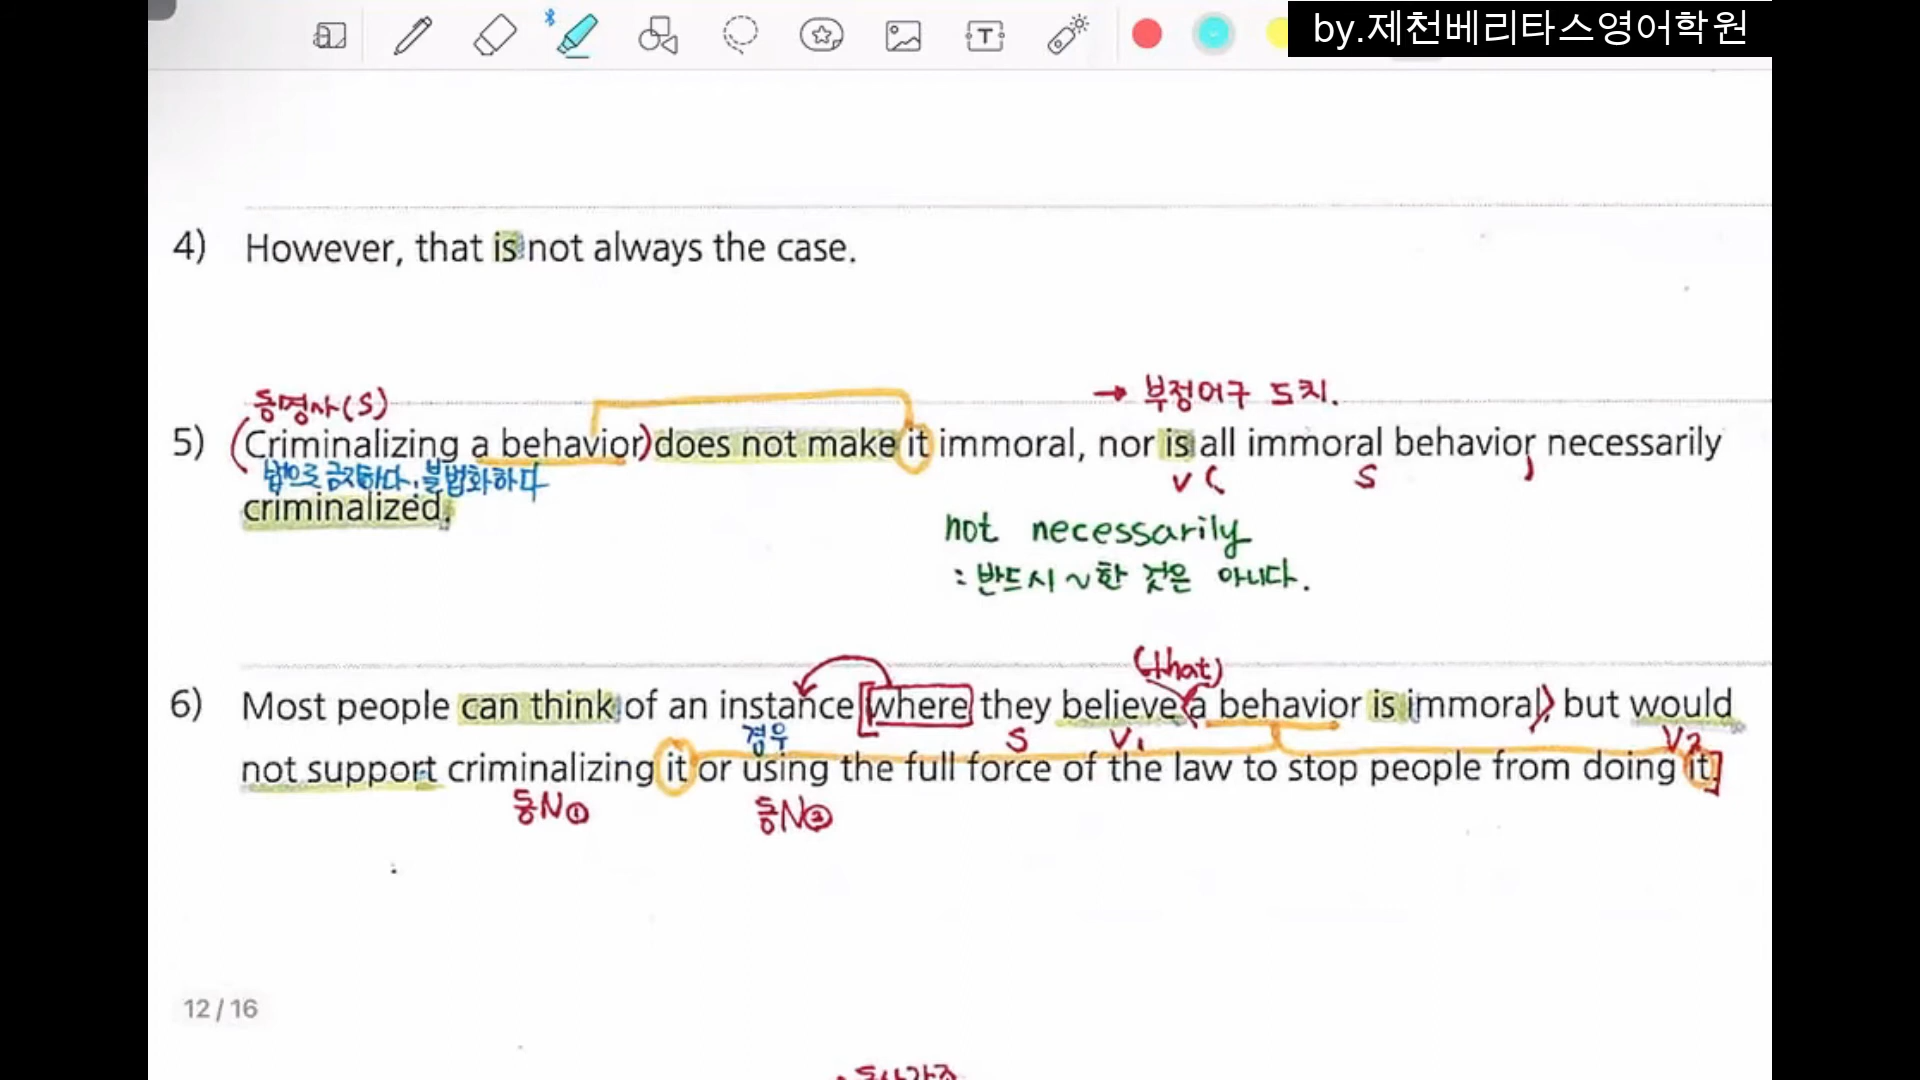 by.제천베리타스영어학원
4) However, that is not always the case.
동명사(S) → 부정어구 도치.
5) (Criminalizing a behavior) does not make it immoral, nor is all immoral behavior necessarily
법으로 금지하다, 불법화하다 V ( S )
criminalized.
not necessarily
: 반드시 ~한 것은 아니다.
(that)
6) Most people can think of an instance [where they believe <a behavior is immoral>, but would
경우 S V1 V2
not support criminalizing it or using the full force of the law to stop people from doing it.]
동N① 동N②
12 / 16